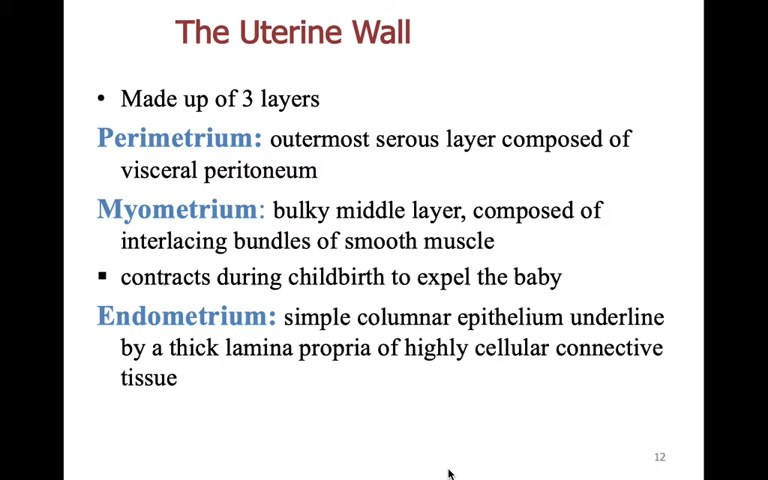 The Uterine Wall
• Made up of 3 layers
Perimetrium: outermost serous layer composed of
visceral peritoneum
Myometrium: bulky middle layer, composed of
interlacing bundles of smooth muscle
▪ contracts during childbirth to expel the baby
Endometrium: simple columnar epithelium underline
by a thick lamina propria of highly cellular connective
tissue
12